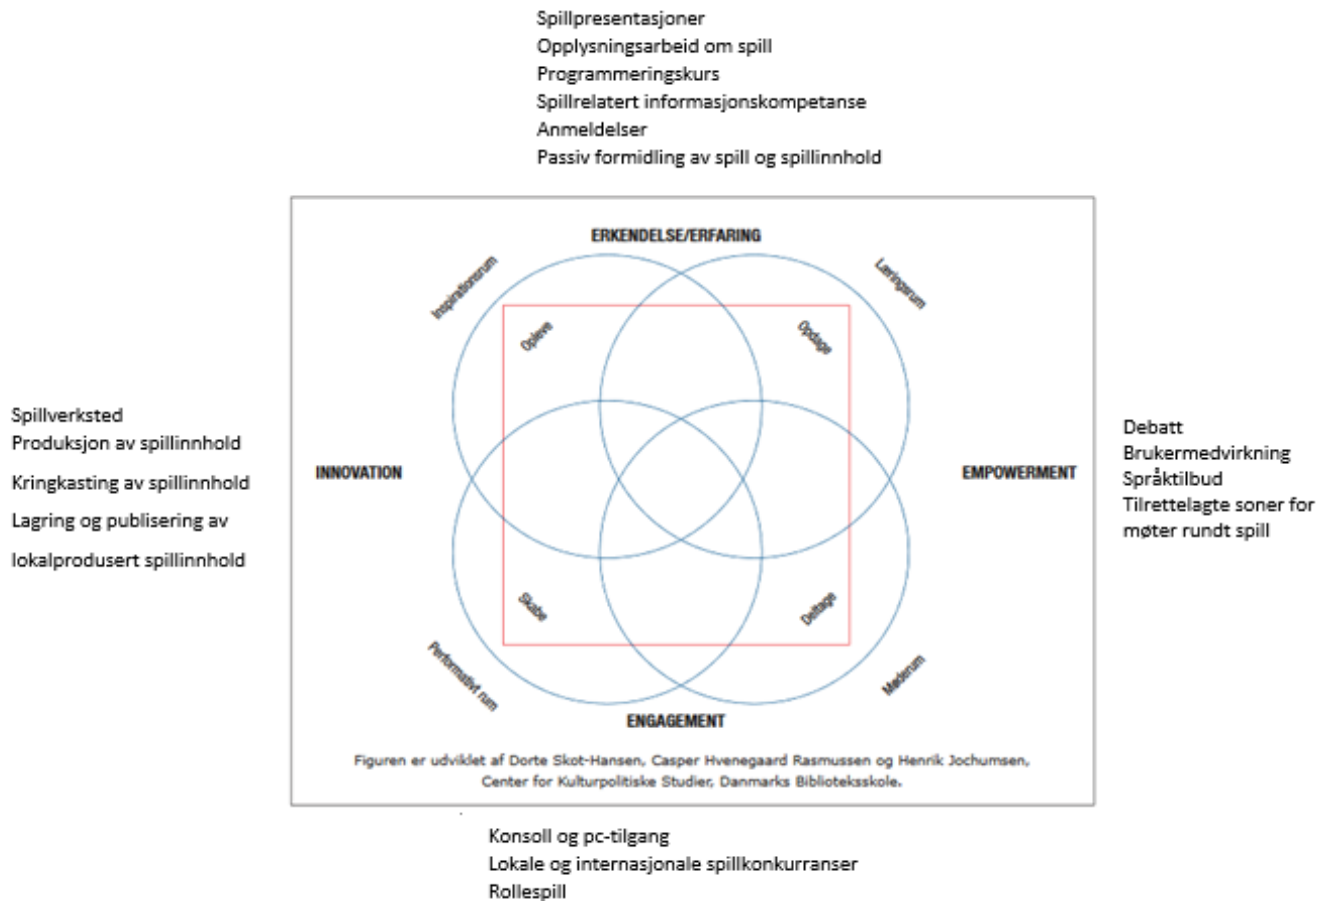 Spillpresentasjoner
Opplysningsarbeid om spill
Programmeringskurs
Spillrelatert informasjonskompetanse
Anmeldelser
Passiv formidling av spill og spillinnhold
ERKENDELSE/ERFARING
Inspirationsrum
Læringsrum
Opleve
Opdage
Spillverksted
Produksjon av spillinnhold
Kringkasting av spillinnhold
Lagring og publisering av
lokalprodusert spillinnhold
INNOVATION
EMPOWERMENT
Debatt
Brukermedvirkning
Språktilbud
Tilrettelagte soner for
møter rundt spill
Skabe
Deltage
Performativt rum
Møderum
ENGAGEMENT
Figuren er udviklet af Dorte Skot-Hansen, Casper Hvenegaard Rasmussen og Henrik Jochumsen,
Center for Kulturpolitiske Studier, Danmarks Biblioteksskole.
Konsoll og pc-tilgang
Lokale og internasjonale spillkonkurranser
Rollespill